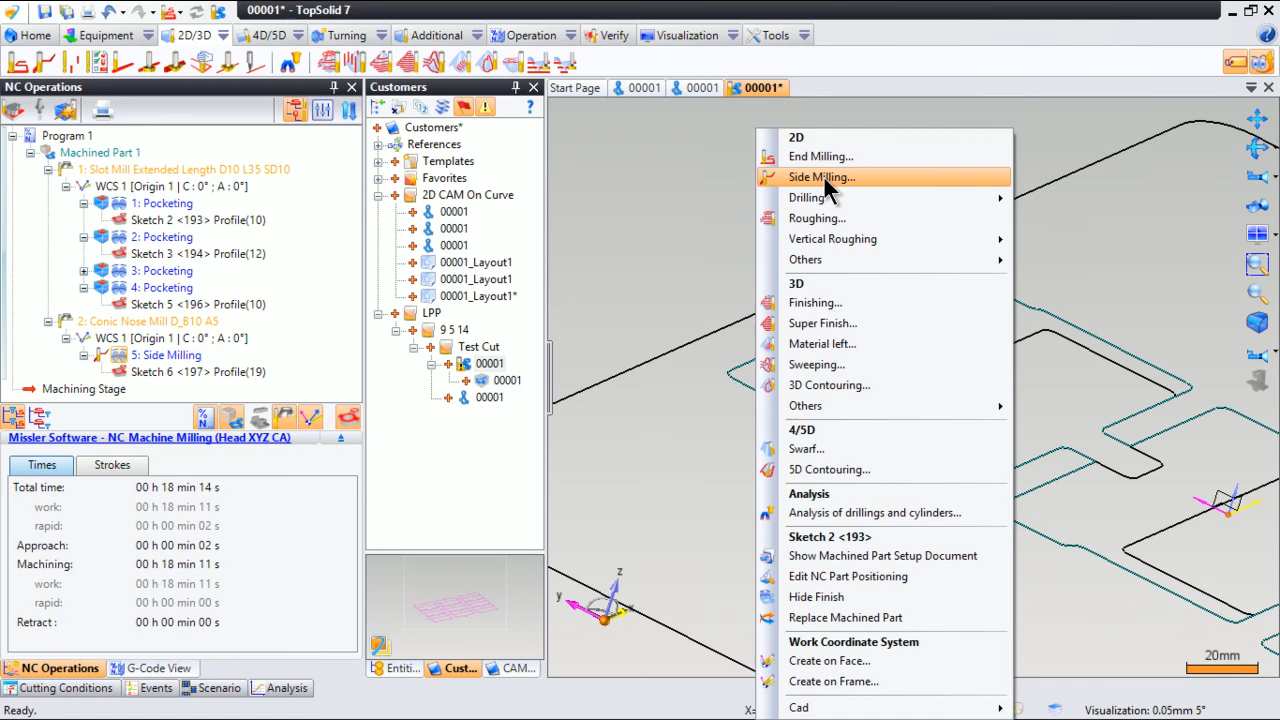 00001* - TopSolid 7
Home
Equipment
2D/3D
4D/5D
Turning
Additional
Operation
Verify
Visualization
Tools
NC Operations
Program 1
Machined Part 1
1: Slot Mill Extended Length D10 L35 SD10
WCS 1 [Origin 1 | C : 0° ; A : 0°]
1: Pocketing
Sketch 2 <193> Profile(10)
2: Pocketing
Sketch 3 <194> Profile(12)
3: Pocketing
4: Pocketing
Sketch 5 <196> Profile(10)
2: Conic Nose Mill D_B10 A5
WCS 1 [Origin 1 | C : 0° ; A : 0°]
5: Side Milling
Sketch 6 <197> Profile(19)
Machining Stage
Missler Software - NC Machine Milling (Head XYZ CA)
Times
Strokes
Total time: 00 h 18 min 14 s
work: 00 h 18 min 11 s
rapid: 00 h 00 min 02 s
Approach: 00 h 00 min 02 s
Machining: 00 h 18 min 11 s
work: 00 h 18 min 11 s
rapid: 00 h 00 min 00 s
Retract : 00 h 00 min 00 s
NC Operations
G-Code View
Cutting Conditions
Events
Scenario
Analysis
Ready.
Customers
Customers*
References
Templates
Favorites
2D CAM On Curve
00001
00001
00001
00001_Layout1
00001_Layout1
00001_Layout1*
LPP
9 5 14
Test Cut
00001
00001
00001
Entiti...
Cust...
CAM...
Start Page
00001
00001
00001*
2D
End Milling...
Side Milling...
Drilling
Roughing...
Vertical Roughing
Others
3D
Finishing...
Super Finish...
Material left...
Sweeping...
3D Contouring...
Others
4/5D
Swarf...
5D Contouring...
Analysis
Analysis of drillings and cylinders...
Sketch 2 <193>
Show Machined Part Setup Document
Edit NC Part Positioning
Hide Finish
Replace Machined Part
Work Coordinate System
Create on Face...
Create on Frame...
Cad
z
y
x
20mm
X=
Visualization: 0.05mm 5°